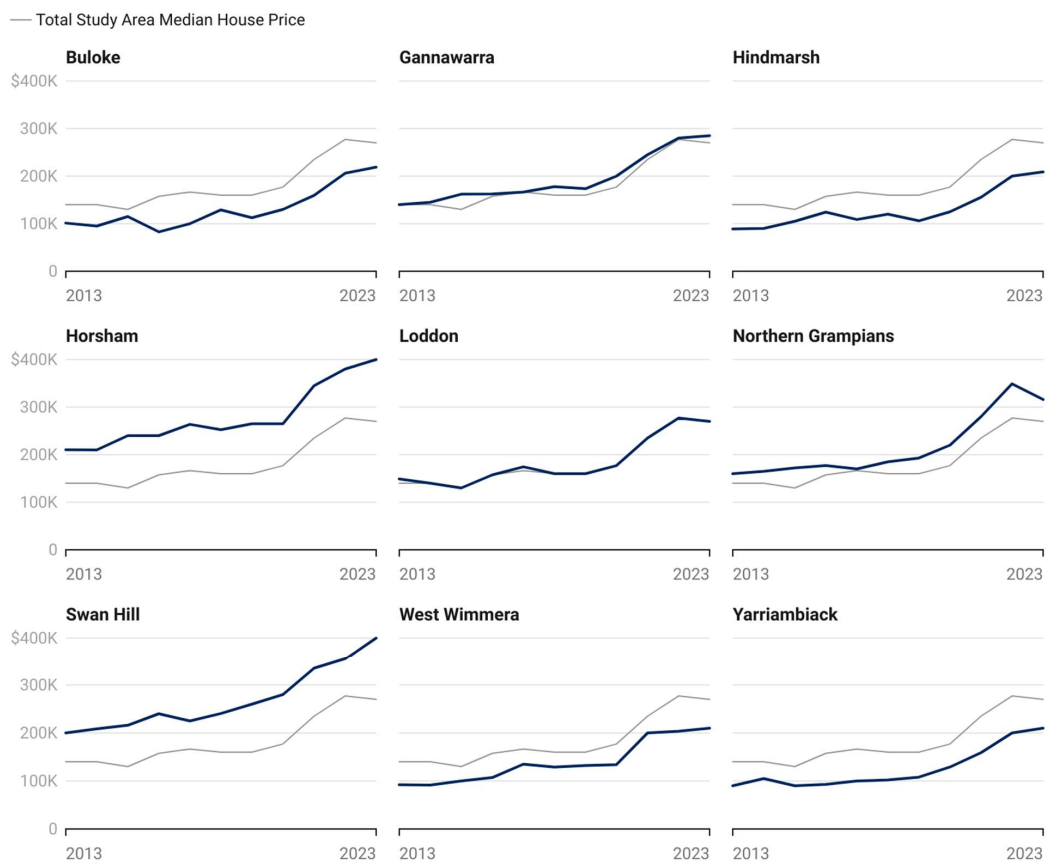 Total Study Area Median House Price
Buloke
Gannawarra
Hindmarsh
$400K
300K
200K
100K
0
2013 2023
2013 2023
2013 2023
Horsham
Loddon
Northern Grampians
$400K
300K
200K
100K
0
2013 2023
2013 2023
2013 2023
Swan Hill
West Wimmera
Yarriambiack
$400K
300K
200K
100K
0
2013 2023
2013 2023
2013 2023